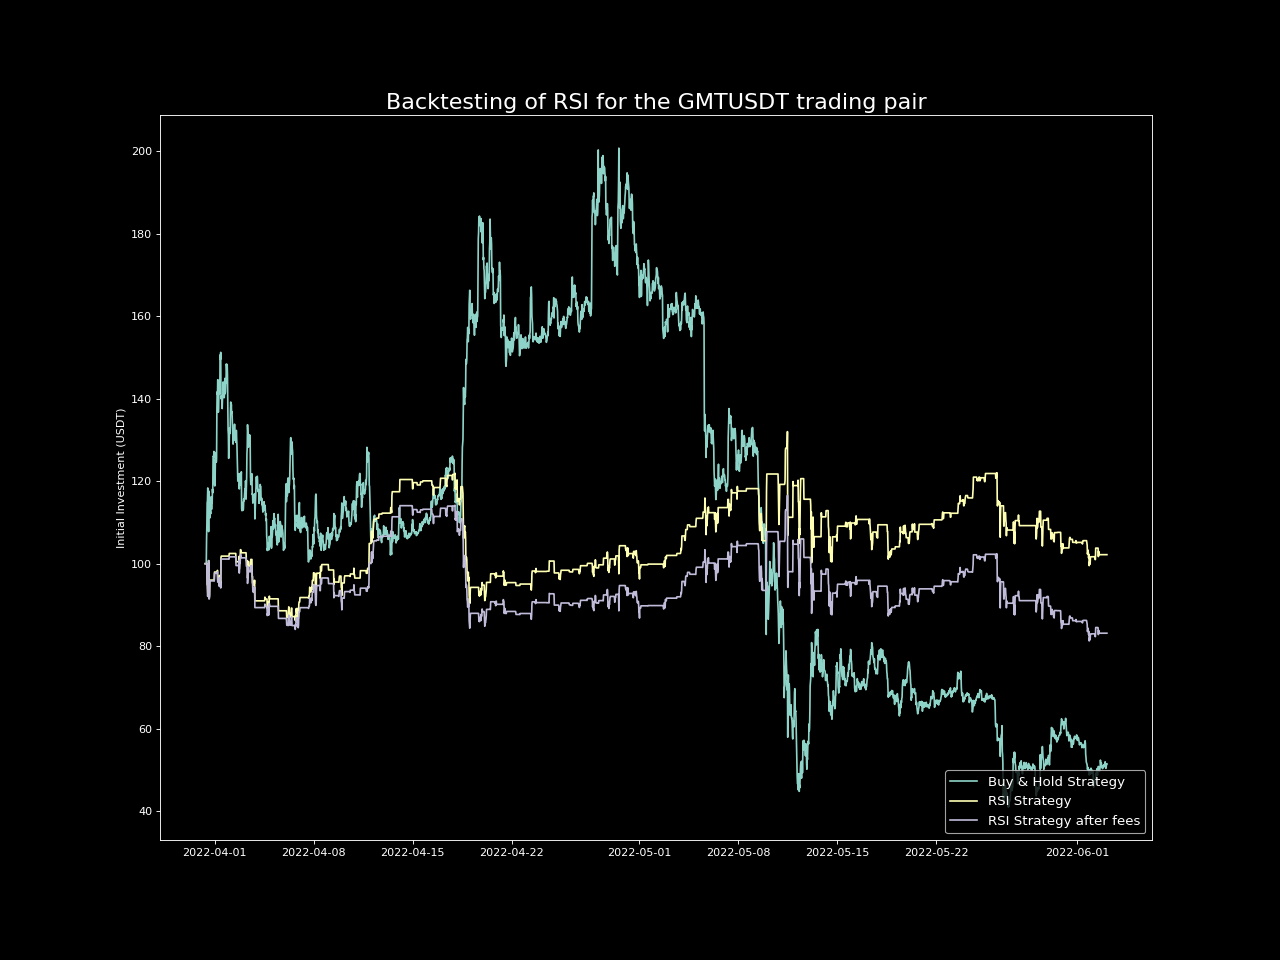 Backtesting of RSI for the GMTUSDT trading pair
Initial Investment (USDT)
200
180
160
140
120
100
80
60
40
2022-04-01 2022-04-08 2022-04-15 2022-04-22 2022-05-01 2022-05-08 2022-05-15 2022-05-22 2022-06-01
Buy & Hold Strategy
RSI Strategy
RSI Strategy after fees